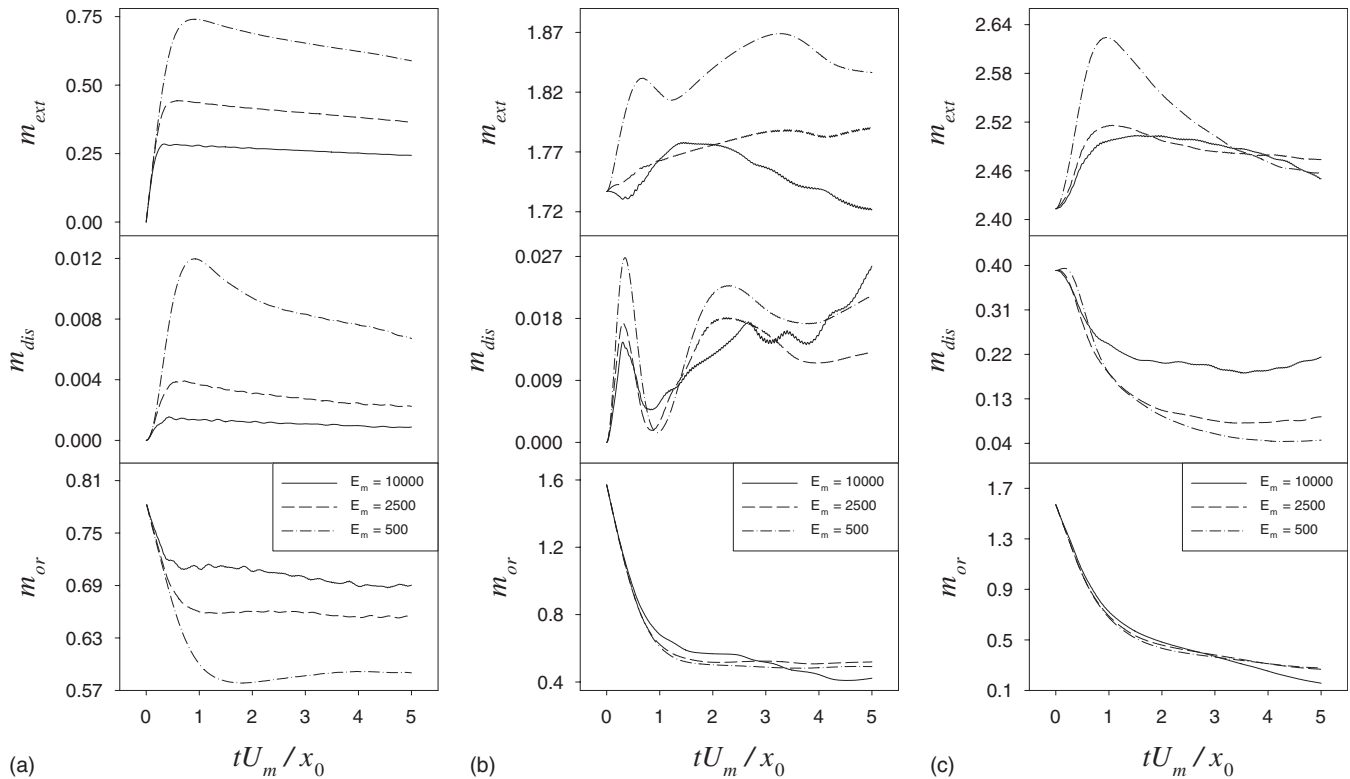 0.75
0.50
0.25
0.00
m_ext
0.012
0.008
0.004
0.000
m_dis
0.81
0.75
0.69
0.63
0.57
m_or
E_m = 10000
E_m = 2500
E_m = 500
0 1 2 3 4 5
(a) tU_m / x_0
1.87
1.82
1.77
1.72
m_ext
0.027
0.018
0.009
0.000
m_dis
1.6
1.2
0.8
0.4
m_or
E_m = 10000
E_m = 2500
E_m = 500
0 1 2 3 4 5
(b) tU_m / x_0
2.64
2.58
2.52
2.46
2.40
m_ext
0.40
0.31
0.22
0.13
0.04
m_dis
1.7
1.3
0.9
0.5
0.1
m_or
E_m = 10000
E_m = 2500
E_m = 500
0 1 2 3 4 5
(c) tU_m / x_0